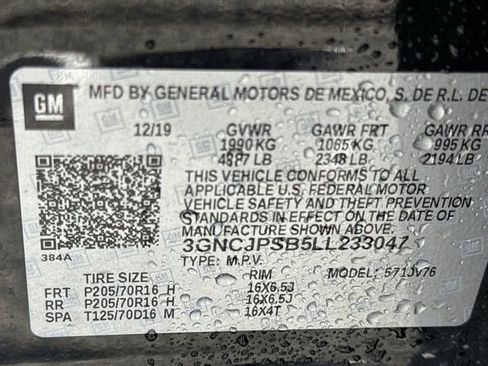 GM MFD BY GENERAL MOTORS DE MEXICO, S. DE R.L. DE
12/19 GVWR GAWR FRT GAWR RR
1990 KG 1065 KG 995 KG
4387 LB 2348 LB 2194 LB
THIS VEHICLE CONFORMS TO ALL
APPLICABLE U.S. FEDERAL MOTOR
VEHICLE SAFETY AND THEFT PREVENTION
STANDARDS IN EFFECT ON THE DATE OF
MANUFACTURE SHOWN ABOVE.
3GNCJPSB5LL233047
384A TYPE: M.P.V. MODEL: 571JV76
TIRE SIZE RIM
FRT P205/70R16 H 16X6.5J
RR P205/70R16 H 16X6.5J
SPA T125/70D16 M 16X4T